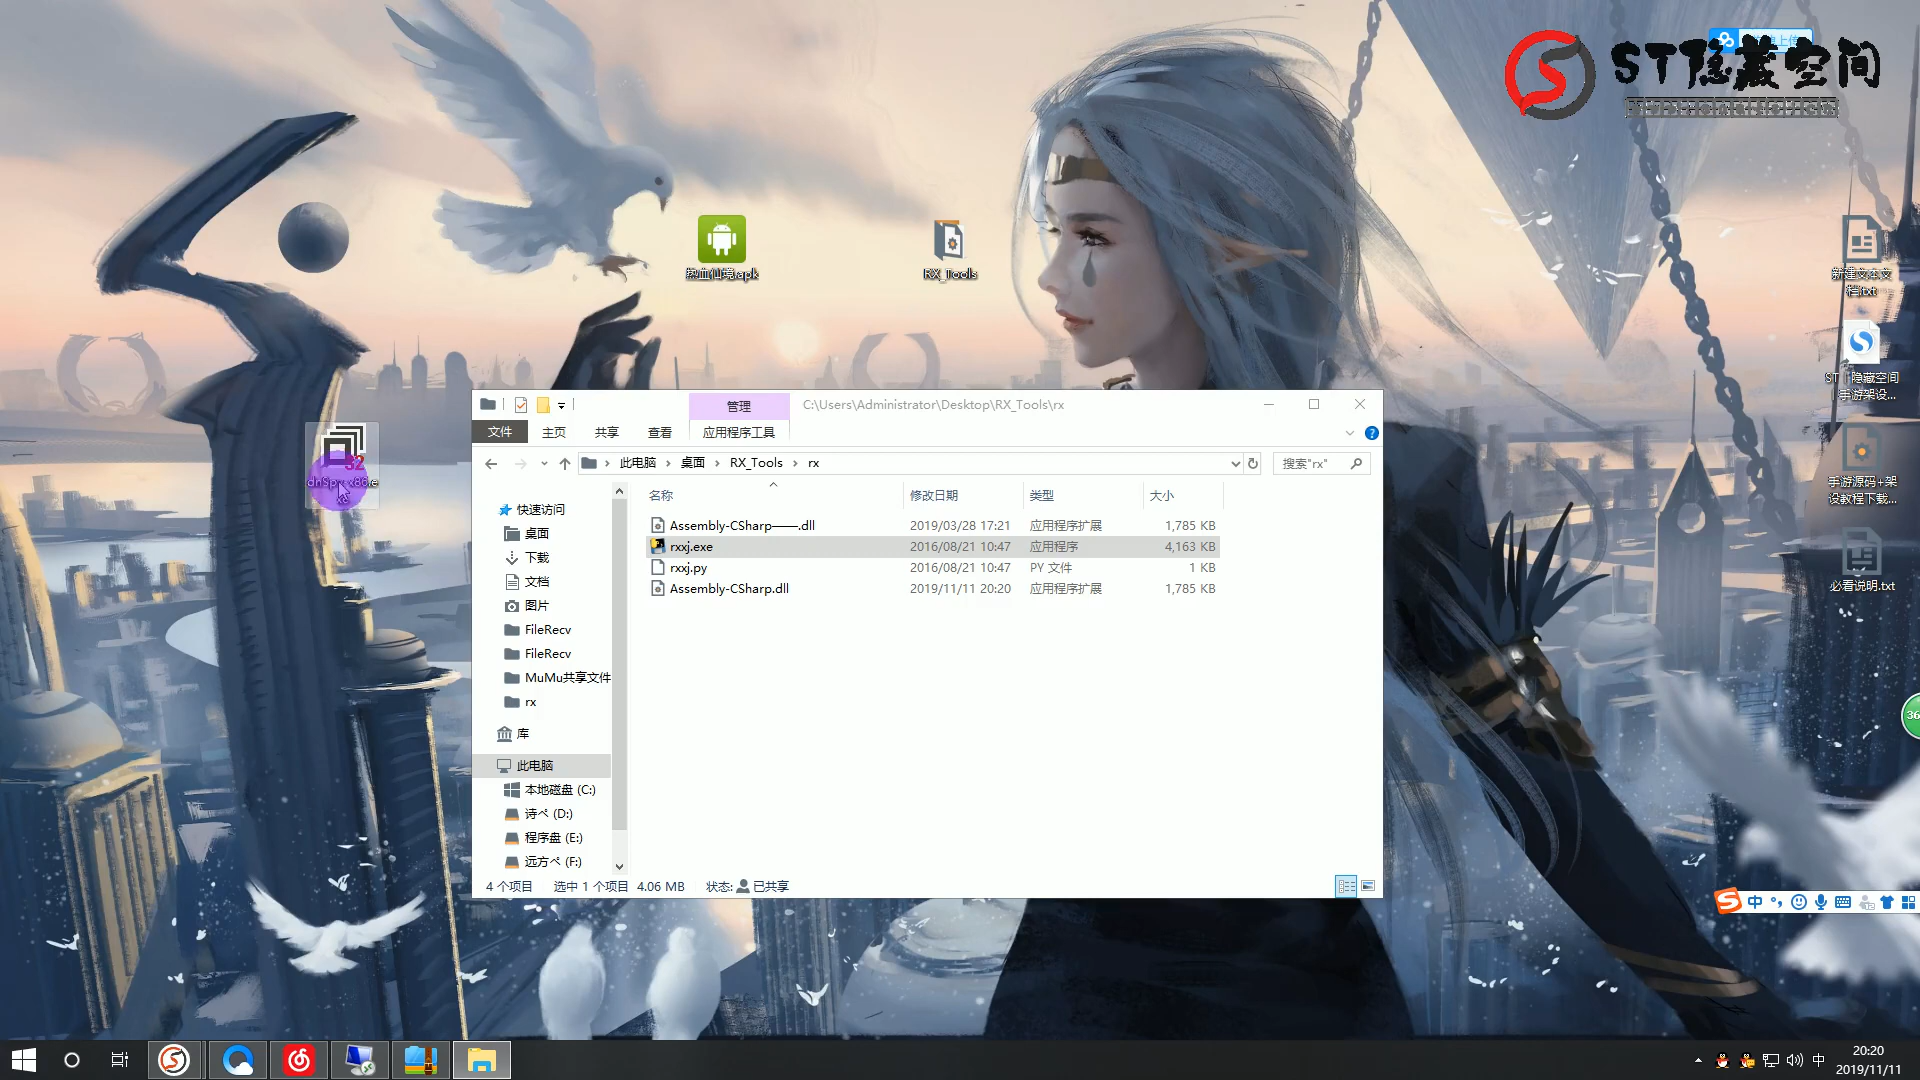 ST隐藏空间
热血仙境.apk
RX_Tools
新建文本文
档.txt
ST丨隐藏空间
丨手游架设...
手游源码+架
设教程下载...
必看说明.txt
32
dnSpy-x86.e
xe
管理
C:\Users\Administrator\Desktop\RX_Tools\rx
文件
主页
共享
查看
应用程序工具
此电脑
桌面
RX_Tools
rx
搜索"rx"
名称
修改日期
类型
大小
Assembly-CSharp——.dll
2019/03/28 17:21
应用程序扩展
1,785 KB
rxxj.exe
2016/08/21 10:47
应用程序
4,163 KB
rxxj.py
2016/08/21 10:47
PY 文件
1 KB
Assembly-CSharp.dll
2019/11/11 20:20
应用程序扩展
1,785 KB
快速访问
桌面
下载
文档
图片
FileRecv
FileRecv
MuMu共享文件
rx
库
此电脑
本地磁盘 (C:)
诗ペ (D:)
程序盘 (E:)
远方ペ (F:)
4 个项目
选中 1 个项目
4.06 MB
状态:
已共享
36
中
中
20:20
2019/11/11